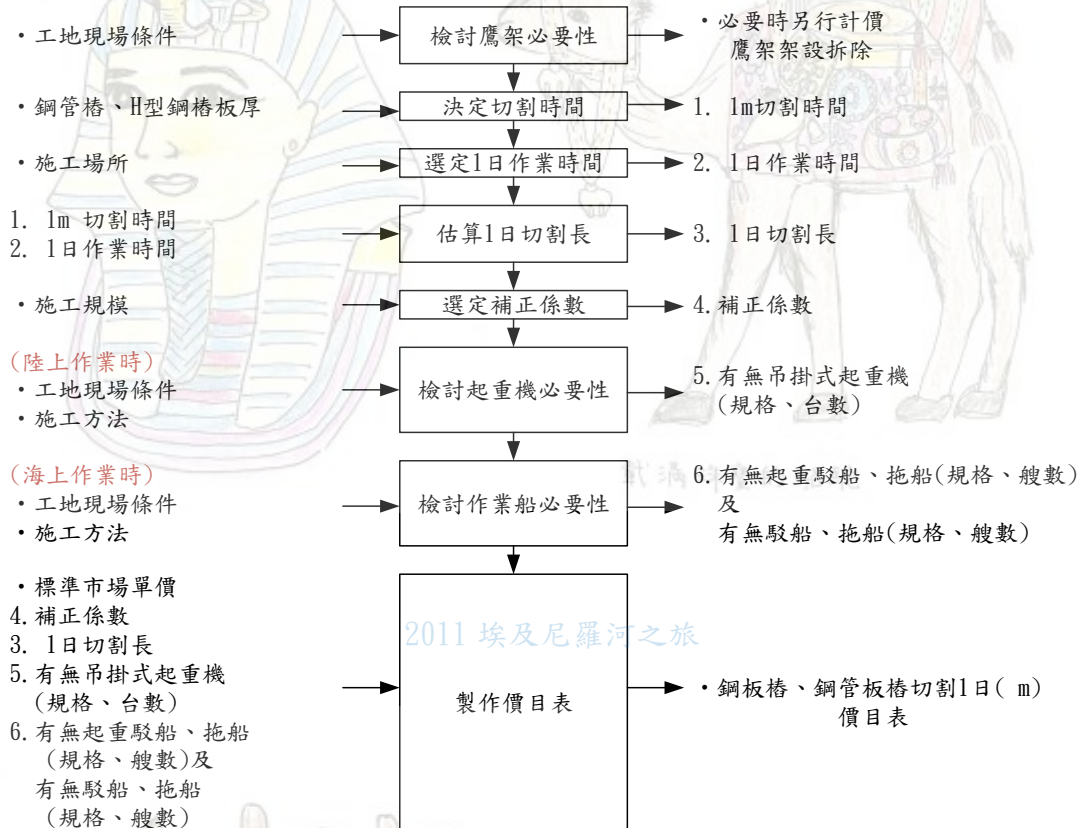 ・工地現場條件
檢討鷹架必要性
・必要時另行計價
鷹架架設拆除
・鋼管樁、H型鋼樁板厚
決定切割時間
1. 1m切割時間
・施工場所
選定1日作業時間
2. 1日作業時間
1. 1m 切割時間
2. 1日作業時間
估算1日切割長
3. 1日切割長
・施工規模
選定補正係數
4.補正係數
(陸上作業時)
・工地現場條件
・施工方法
檢討起重機必要性
5.有無吊掛式起重機
(規格、台數)
(海上作業時)
・工地現場條件
・施工方法
檢討作業船必要性
6.有無起重駁船、拖船(規格、艘數)
及
有無駁船、拖船(規格、艘數)
・標準市場單價
4.補正係數
3. 1日切割長
5.有無吊掛式起重機
(規格、台數)
6.有無起重駁船、拖船
(規格、艘數)及
有無駁船、拖船
(規格、艘數)
2011 埃及尼羅河之旅
製作價目表
・鋼板樁、鋼管板樁切割1日( m)
價目表